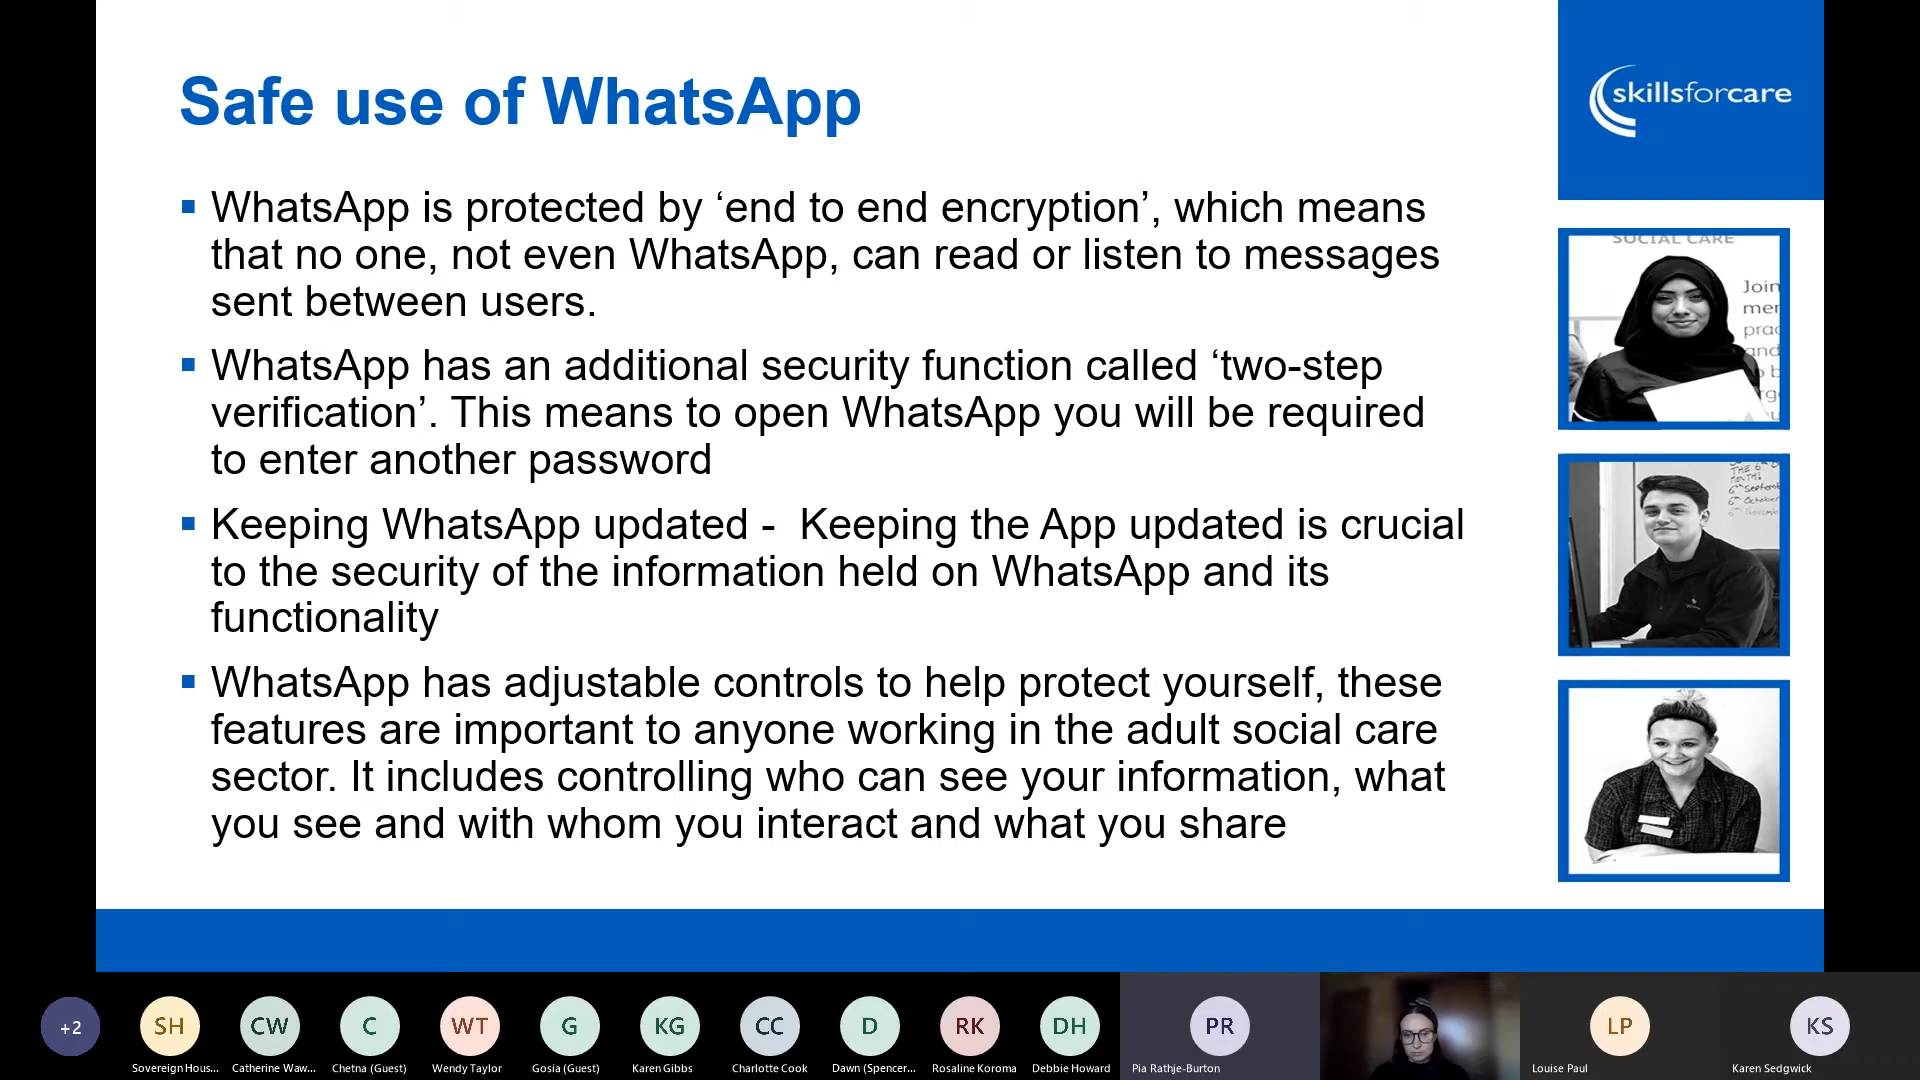 Safe use of WhatsApp
skillsforcare
▪ WhatsApp is protected by ‘end to end encryption’, which means
that no one, not even WhatsApp, can read or listen to messages
sent between users.
▪ WhatsApp has an additional security function called ‘two-step
verification’. This means to open WhatsApp you will be required
to enter another password
▪ Keeping WhatsApp updated -  Keeping the App updated is crucial
to the security of the information held on WhatsApp and its
functionality
▪ WhatsApp has adjustable controls to help protect yourself, these
features are important to anyone working in the adult social care
sector. It includes controlling who can see your information, what
you see and with whom you interact and what you share
SOCIAL CARE
Join
and
+2
SH
CW
C
WT
G
KG
CC
D
RK
DH
PR
LP
KS
Sovereign Hous...
Catherine Waw...
Chetna (Guest)
Wendy Taylor
Gosia (Guest)
Karen Gibbs
Charlotte Cook
Dawn (Spencer...
Rosaline Koroma
Debbie Howard
Pia Rathje-Burton
Louise Paul
Karen Sedgwick